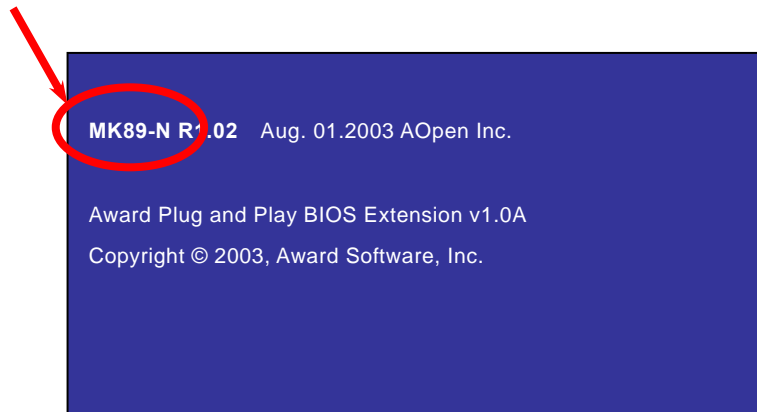 MK89-N R1.02 Aug. 01.2003 AOpen Inc.
Award Plug and Play BIOS Extension v1.0A
Copyright © 2003, Award Software, Inc.